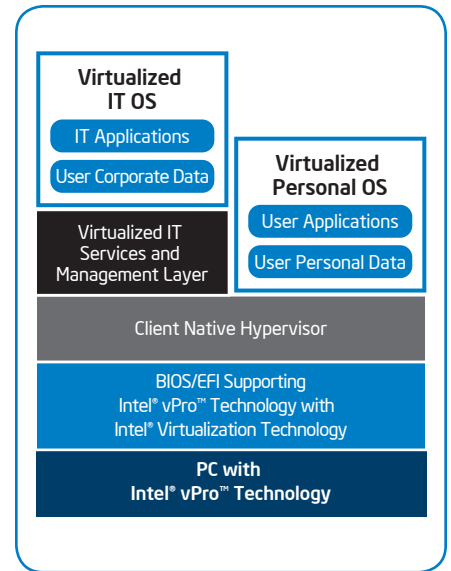 Virtualized
IT OS
IT Applications
User Corporate Data
Virtualized IT
Services and
Management Layer
Virtualized
Personal OS
User Applications
User Personal Data
Client Native Hypervisor
BIOS/EFI Supporting
Intel® vPro™ Technology with
Intel® Virtualization Technology
PC with
Intel® vPro™ Technology